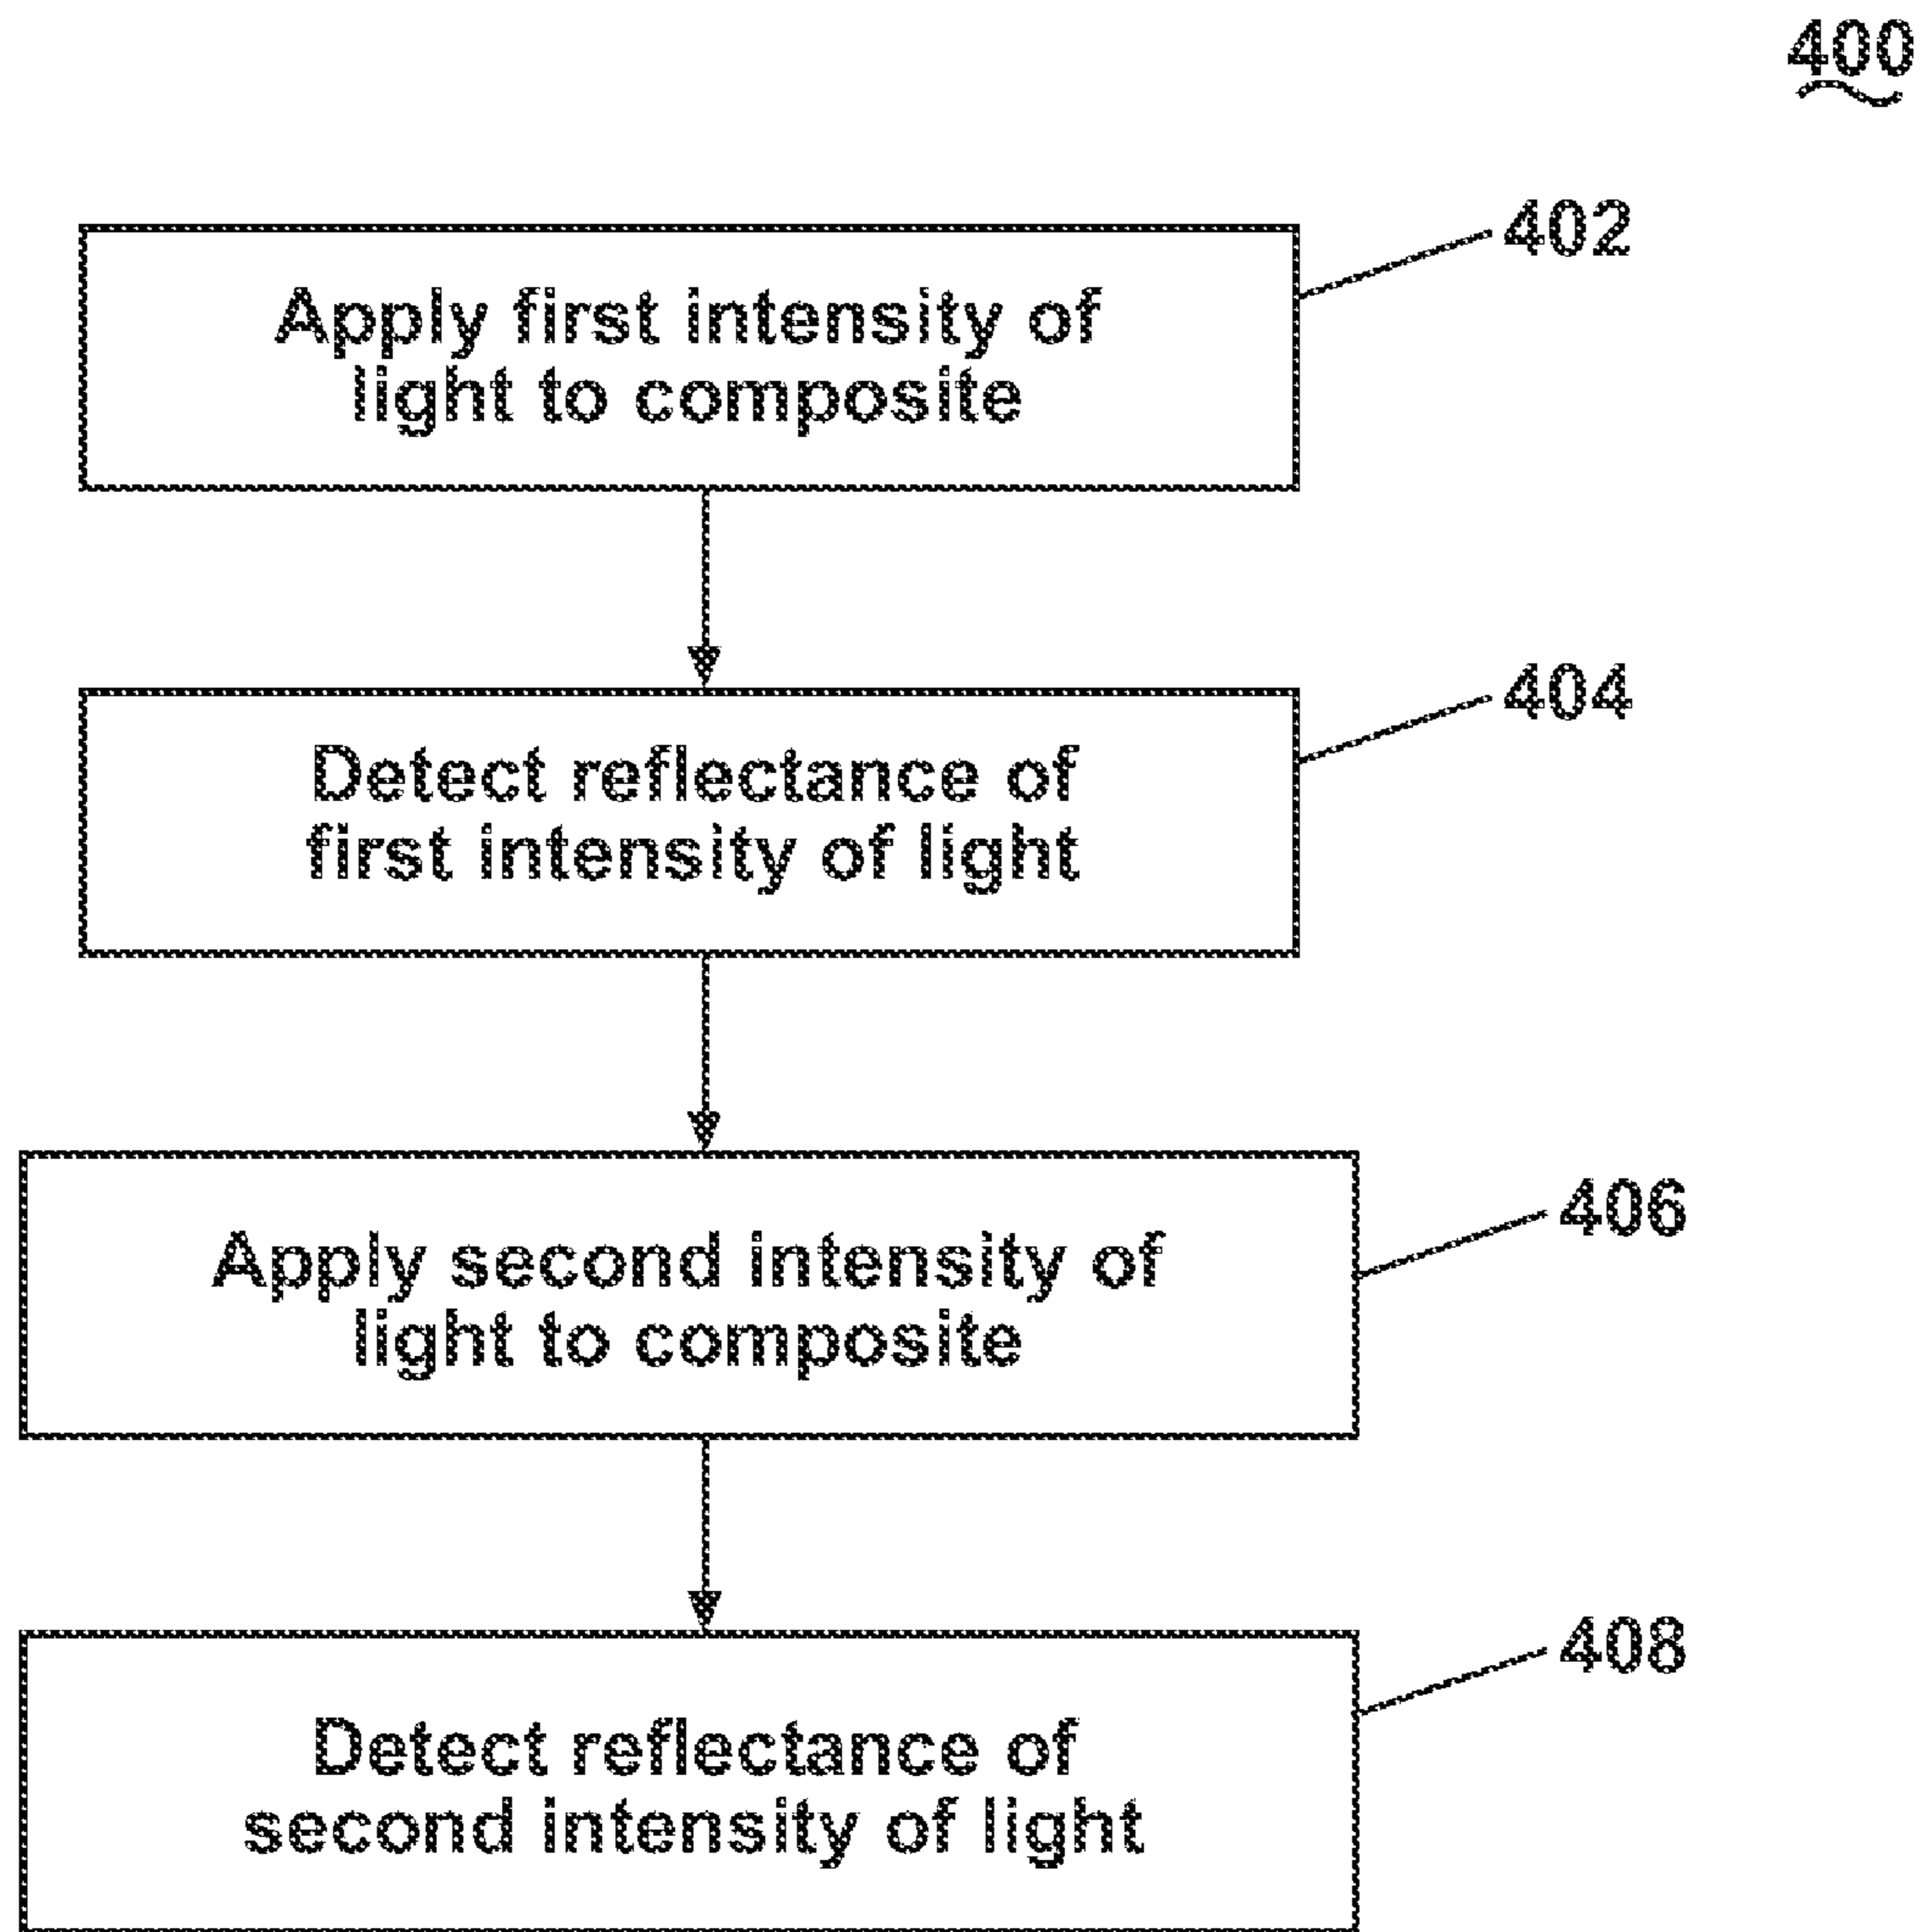 400
402
Apply first intensity of
light to composite
404
Detect reflectance of
first intensity of light
406
Apply second intensity of
light to composite
408
Detect reflectance of
second intensity of light